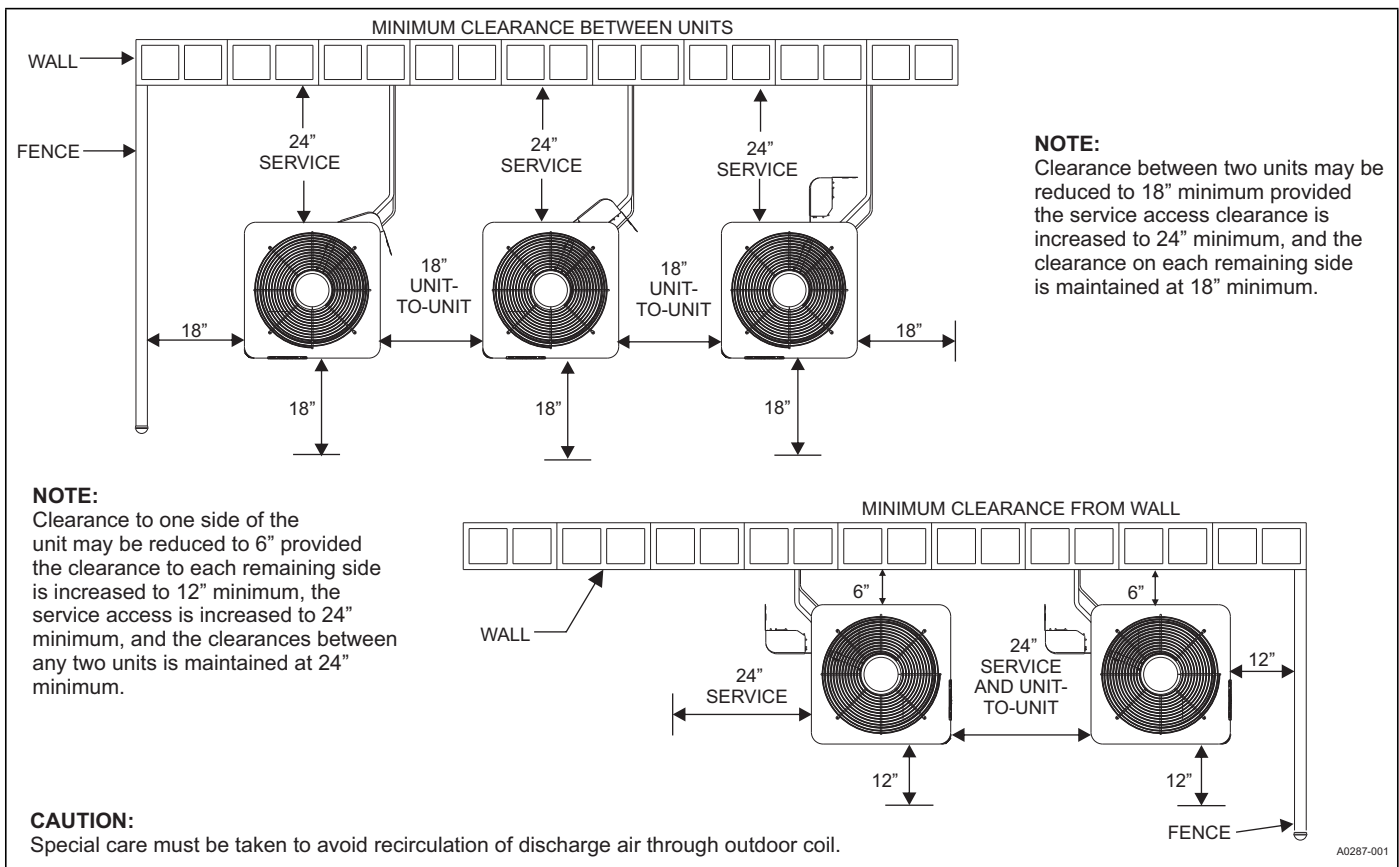 MINIMUM CLEARANCE BETWEEN UNITS
WALL
FENCE
24”
SERVICE
24”
SERVICE
24”
SERVICE
18”
UNIT-
TO-UNIT
18”
UNIT-
TO-UNIT
18”
18”
18”
18”
18”
NOTE:
Clearance between two units may be
reduced to 18” minimum provided
the service access clearance is
increased to 24” minimum, and the
clearance on each remaining side
is maintained at 18” minimum.
NOTE:
Clearance to one side of the
unit may be reduced to 6” provided
the clearance to each remaining side
is increased to 12” minimum, the
service access is increased to 24”
minimum, and the clearances between
any two units is maintained at 24”
minimum.
MINIMUM CLEARANCE FROM WALL
WALL
6”
6”
24”
SERVICE
24”
SERVICE
AND UNIT-
TO-UNIT
12”
12”
12”
FENCE
CAUTION:
Special care must be taken to avoid recirculation of discharge air through outdoor coil.
A0287-001